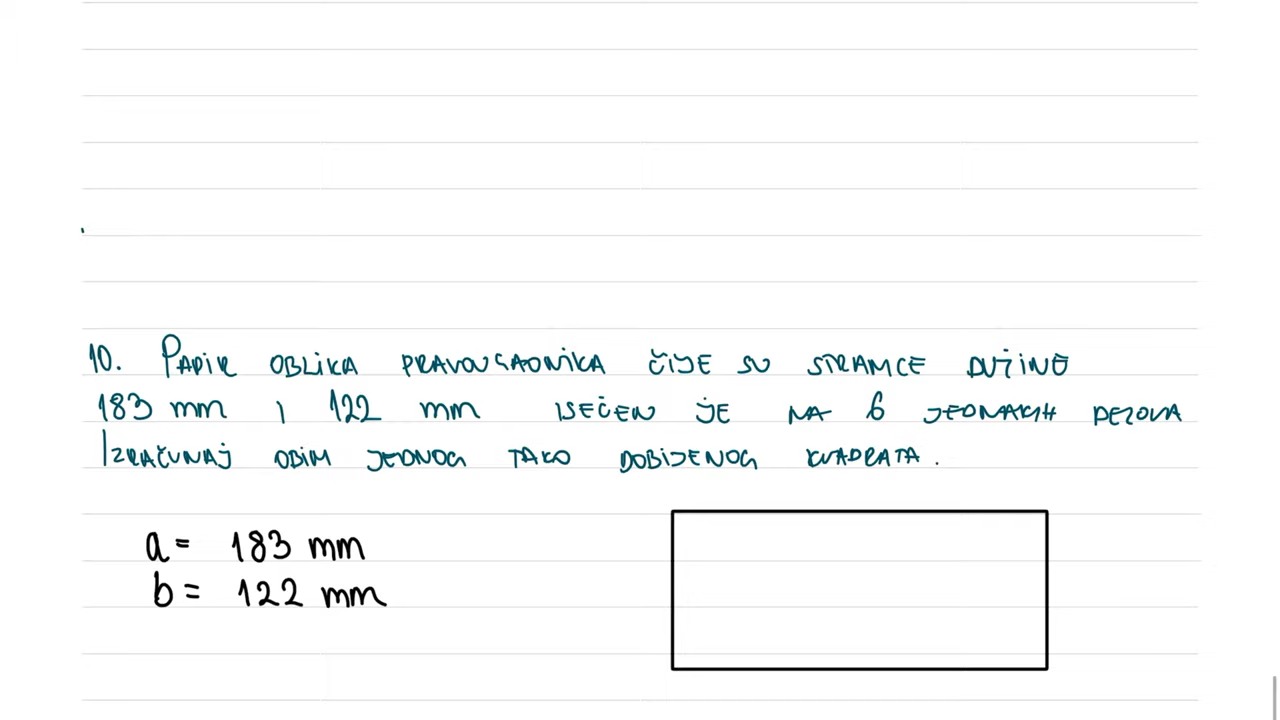 10. PAPIR OBLIKA PRAVOUGAONIKA ČIJE SU STRANICE DUŽINE
183 mm I 122 mm ISEČEN JE NA 6 JEDNAKIH DELOVA
IZRAČUNAJ OBIM JEDNOG TAKO DOBIJENOG KVADRATA.
a = 183 mm
b = 122 mm